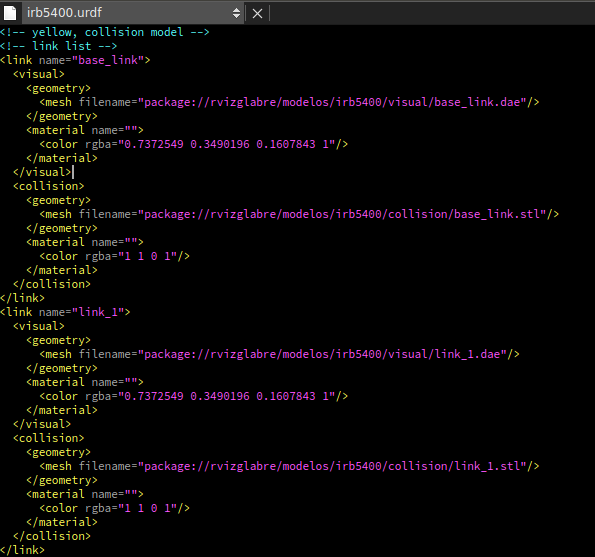 irb5400.urdf
<!-- yellow, collision model -->
<!-- link list -->
<link name="base_link">
  <visual>
    <geometry>
      <mesh filename="package://rvizglabre/modelos/irb5400/visual/base_link.dae"/>
    </geometry>
    <material name="">
      <color rgba="0.7372549 0.3490196 0.1607843 1"/>
    </material>
  </visual>
  <collision>
    <geometry>
      <mesh filename="package://rvizglabre/modelos/irb5400/collision/base_link.stl"/>
    </geometry>
    <material name="">
      <color rgba="1 1 0 1"/>
    </material>
  </collision>
</link>
<link name="link_1">
  <visual>
    <geometry>
      <mesh filename="package://rvizglabre/modelos/irb5400/visual/link_1.dae"/>
    </geometry>
    <material name="">
      <color rgba="0.7372549 0.3490196 0.1607843 1"/>
    </material>
  </visual>
  <collision>
    <geometry>
      <mesh filename="package://rvizglabre/modelos/irb5400/collision/link_1.stl"/>
    </geometry>
    <material name="">
      <color rgba="1 1 0 1"/>
    </material>
  </collision>
</link>